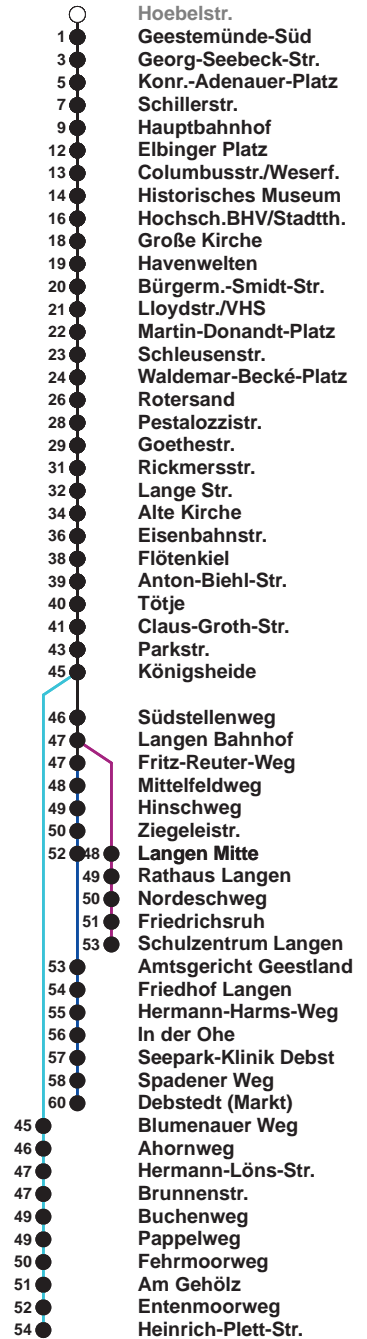 Hoebelstr.
1 Geestemünde-Süd
3 Georg-Seebeck-Str.
5 Konr.-Adenauer-Platz
7 Schillerstr.
9 Hauptbahnhof
12 Elbinger Platz
13 Columbusstr./Weserf.
14 Historisches Museum
16 Hochsch.BHV/Stadtth.
18 Große Kirche
19 Havenwelten
20 Bürgerm.-Smidt-Str.
21 Lloydstr./VHS
22 Martin-Donandt-Platz
23 Schleusenstr.
24 Waldemar-Becké-Platz
26 Rotersand
28 Pestalozzistr.
29 Goethestr.
31 Rickmersstr.
32 Lange Str.
34 Alte Kirche
36 Eisenbahnstr.
38 Flötenkiel
39 Anton-Biehl-Str.
40 Tötje
41 Claus-Groth-Str.
43 Parkstr.
45 Königsheide
46 Südstellenweg
47 Langen Bahnhof
47 Fritz-Reuter-Weg
48 Mittelfeldweg
49 Hinschweg
50 Ziegeleistr.
52 48 Langen Mitte
49 Rathaus Langen
50 Nordeschweg
51 Friedrichsruh
53 Schulzentrum Langen
53 Amtsgericht Geestland
54 Friedhof Langen
55 Hermann-Harms-Weg
56 In der Ohe
57 Seepark-Klinik Debst
58 Spadener Weg
60 Debstedt (Markt)
45 Blumenauer Weg
46 Ahornweg
47 Hermann-Löns-Str.
47 Brunnenstr.
49 Buchenweg
49 Pappelweg
50 Fehrmoorweg
51 Am Gehölz
52 Entenmoorweg
54 Heinrich-Plett-Str.